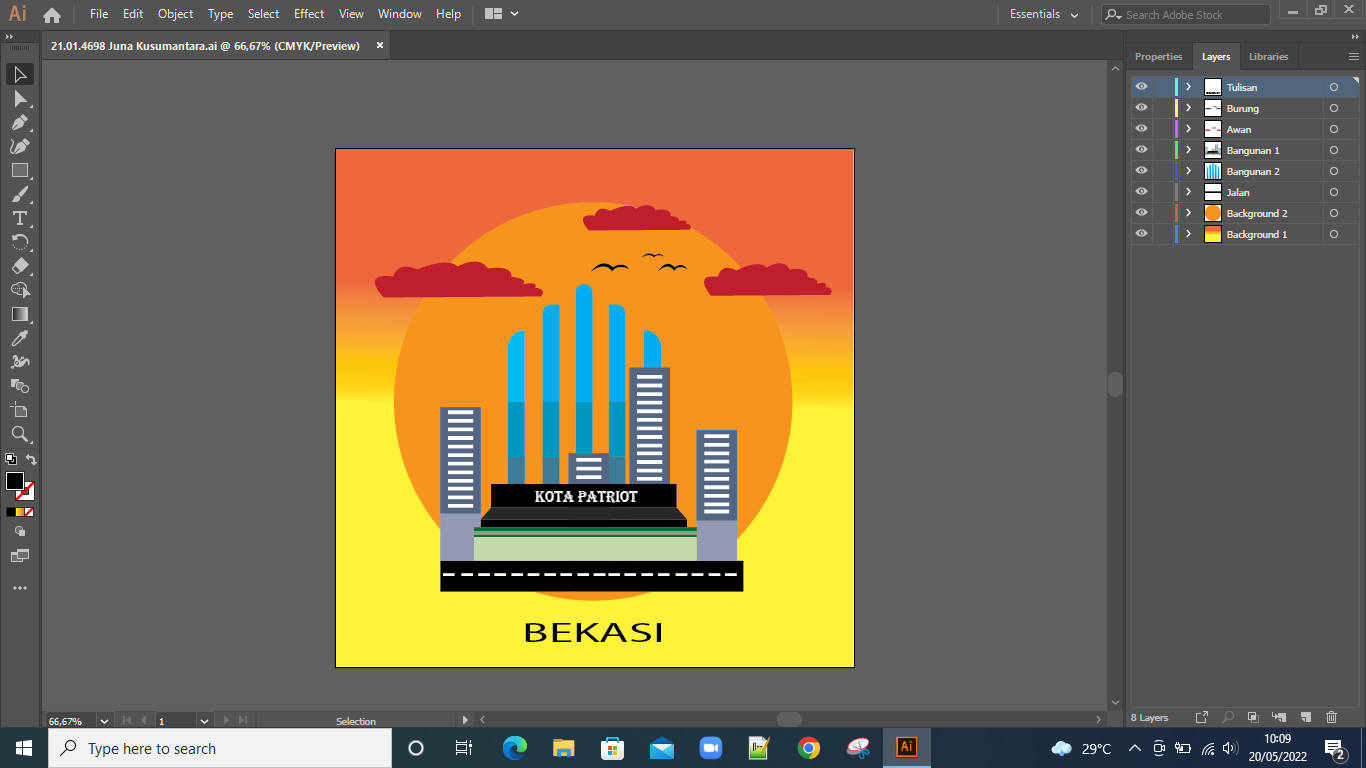 Ai File Edit Object Type Select Effect View Window Help Essentials Search Adobe Stock
21.01.4698 Juna Kusumantara.ai @ 66,67% (CMYK/Preview)
Properties Layers Libraries
Tulisan
Burung
Awan
Bangunan 1
Bangunan 2
Jalan
Background 2
Background 1
KOTA PATRIOT
BEKASI
66,67% 1 Selection
8 Layers
Type here to search
Ai
29°C
10:09
20/05/2022
2